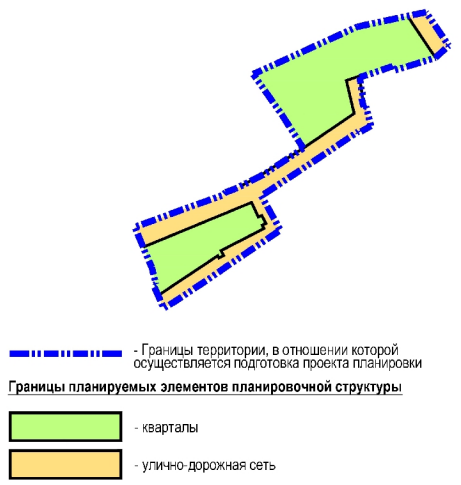 - Границы территории, в отношении которой
осуществляется подготовка проекта планировки
Границы планируемых элементов планировочной структуры
- кварталы
- улично-дорожная сеть